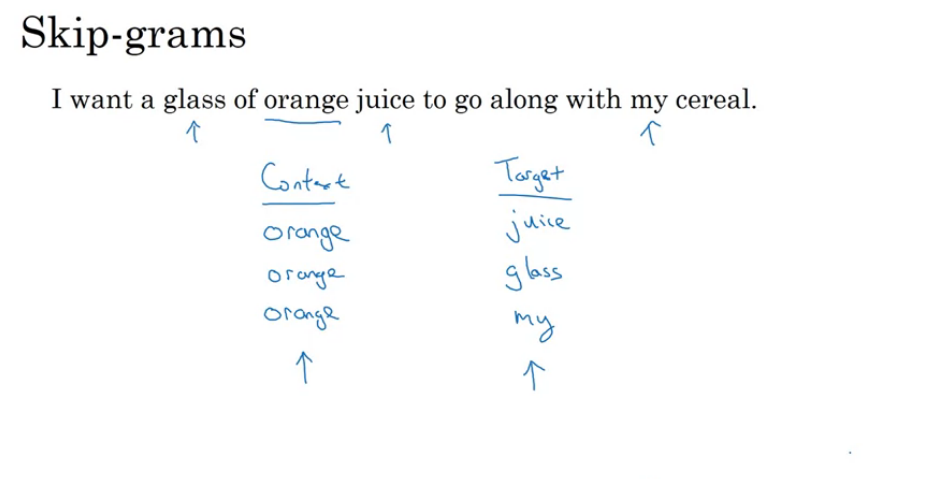 Skip-grams
I want a glass of orange juice to go along with my cereal.
Context Target
orange juice
orange glass
orange my